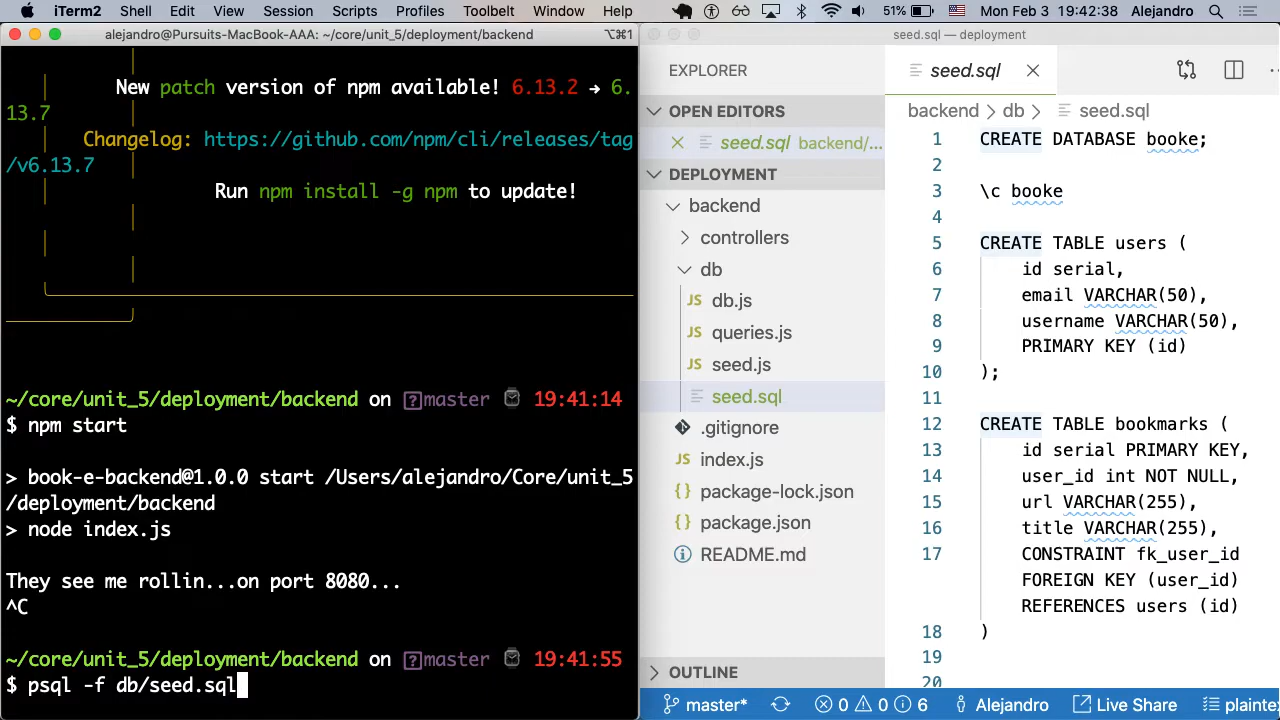 iTerm2 Shell Edit View Session Scripts Profiles Toolbelt Window Help 51% Mon Feb 3 19:42:38 Alejandro
alejandro@Pursuits-MacBook-AAA: ~/core/unit_5/deployment/backend ⌥⌘1
New patch version of npm available! 6.13.2 → 6.
13.7
Changelog: https://github.com/npm/cli/releases/tag
/v6.13.7
Run npm install -g npm to update!
~/core/unit_5/deployment/backend on master 19:41:14
$ npm start
> book-e-backend@1.0.0 start /Users/alejandro/Core/unit_5
/deployment/backend
> node index.js
They see me rollin...on port 8080...
^C
~/core/unit_5/deployment/backend on master 19:41:55
$ psql -f db/seed.sql
seed.sql — deployment
EXPLORER
OPEN EDITORS
seed.sql backend/...
DEPLOYMENT
backend
controllers
db
JS db.js
JS queries.js
JS seed.js
seed.sql
.gitignore
JS index.js
{} package-lock.json
{} package.json
README.md
OUTLINE
seed.sql
backend > db > seed.sql
1 CREATE DATABASE booke;
2
3 \c booke
4
5 CREATE TABLE users (
6 id serial,
7 email VARCHAR(50),
8 username VARCHAR(50),
9 PRIMARY KEY (id)
10 );
11
12 CREATE TABLE bookmarks (
13 id serial PRIMARY KEY,
14 user_id int NOT NULL,
15 url VARCHAR(255),
16 title VARCHAR(255),
17 CONSTRAINT fk_user_id
FOREIGN KEY (user_id)
REFERENCES users (id)
18 )
19
20
master* 0 0 6 Alejandro Live Share plainte